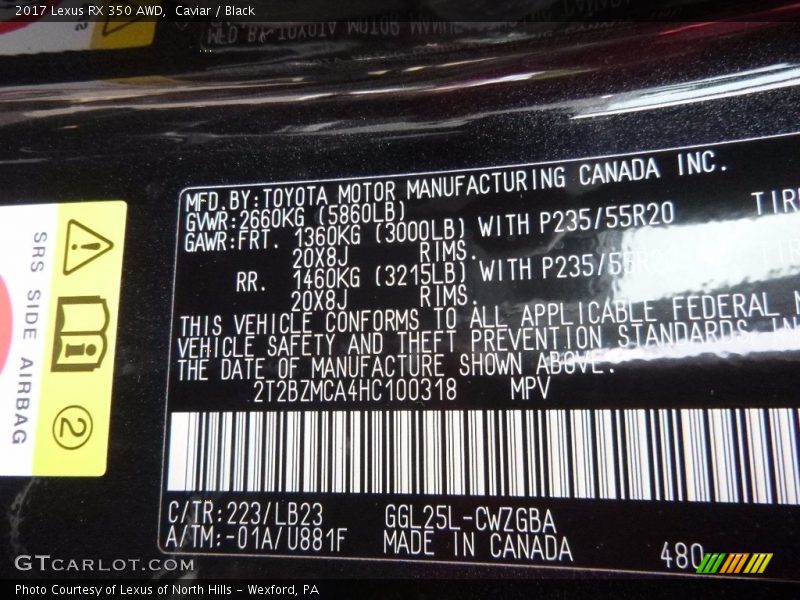 2017 Lexus RX 350 AWD, Caviar / Black
MFD.BY:TOYOTA MOTOR MANUFACTURING CANADA INC.
GVWR:2660KG (5860LB)
GAWR:FRT. 1360KG (3000LB) WITH P235/55R20 TIR
20X8J RIMS.
RR. 1460KG (3215LB) WITH P235/55R20 TIR
20X8J RIMS.
THIS VEHICLE CONFORMS TO ALL APPLICABLE FEDERAL
VEHICLE SAFETY AND THEFT PREVENTION STANDARDS IN
THE DATE OF MANUFACTURE SHOWN ABOVE.
2T2BZMCA4HC100318 MPV
C/TR:223/LB23 GGL25L-CWZGBA
A/TM:-01A/U881F MADE IN CANADA
480
SRS SIDE AIRBAG
2
GTCARLOT.COM
Photo Courtesy of Lexus of North Hills – Wexford, PA